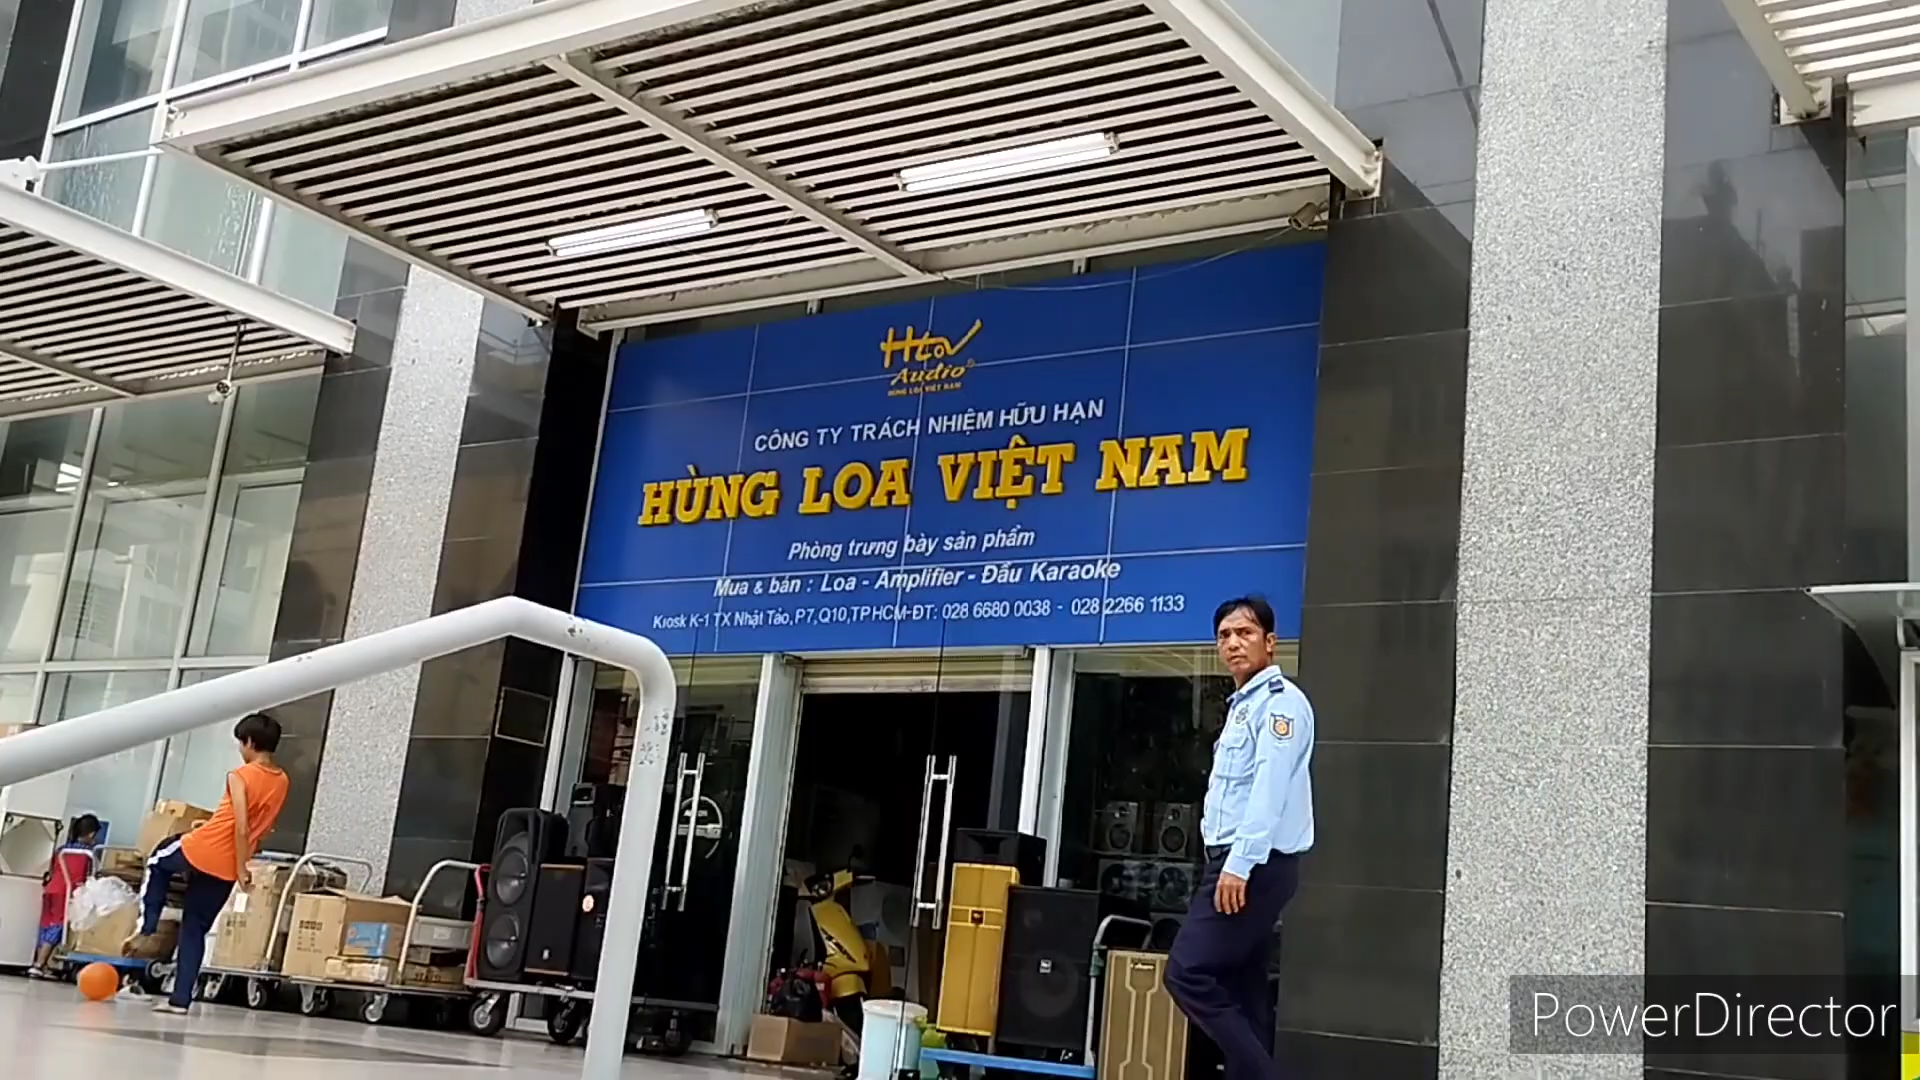 HLOV
Audio
HÙNG LOA VIỆT NAM
CÔNG TY TRÁCH NHIỆM HỮU HẠN
HÙNG LOA VIỆT NAM
Phòng trưng bày sản phẩm
Mua & bán : Loa - Amplifier - Đầu Karaoke
Kiosk K-1 TX Nhật Tảo,P7,Q10,TPHCM-ĐT: 028 6680 0038 - 028 2266 1133
PowerDirector